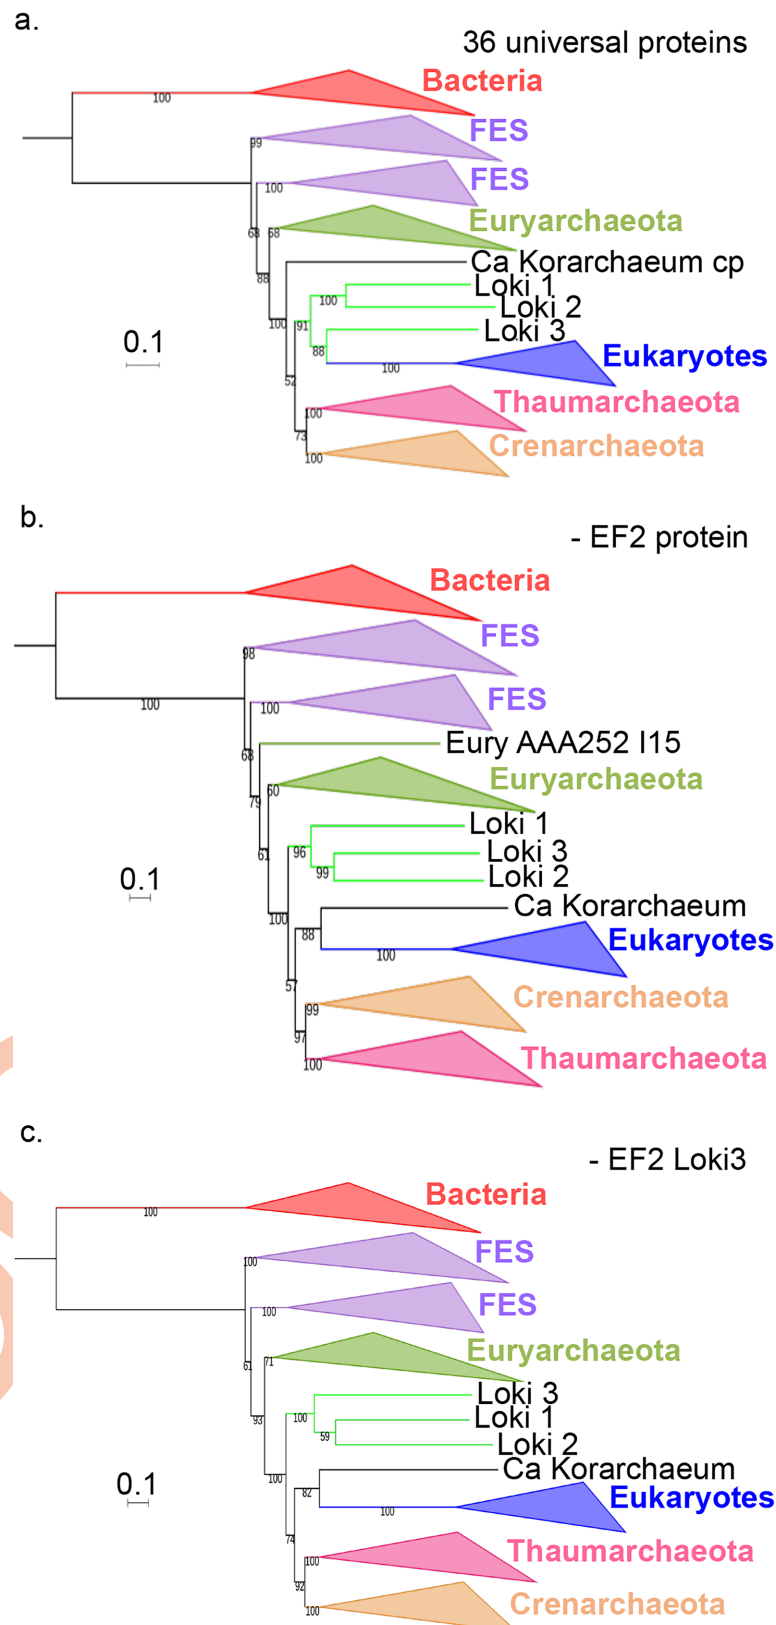 a.
36 universal proteins
Bacteria
100
FES
99
FES
100
Euryarchaeota
68
68
Ca Korarchaeum cp
88
Loki 1
100
Loki 2
100
91
Loki 3
0.1
88
Eukaryotes
100
52
Thaumarchaeota
100
73
Crenarchaeota
100
b.
- EF2 protein
Bacteria
FES
98
FES
100
100
Eury AAA252 I15
68
Euryarchaeota
60
79
Loki 1
96
Loki 3
61
99
Loki 2
0.1
Ca Korarchaeum
100
88
Eukaryotes
100
57
Crenarchaeota
99
97
Thaumarchaeota
100
c.
- EF2 Loki3
Bacteria
100
FES
100
FES
100
Euryarchaeota
71
61
Loki 3
100
Loki 1
93
59
Loki 2
Ca Korarchaeum
100
0.1
82
Eukaryotes
100
74
Thaumarchaeota
100
92
Crenarchaeota
100